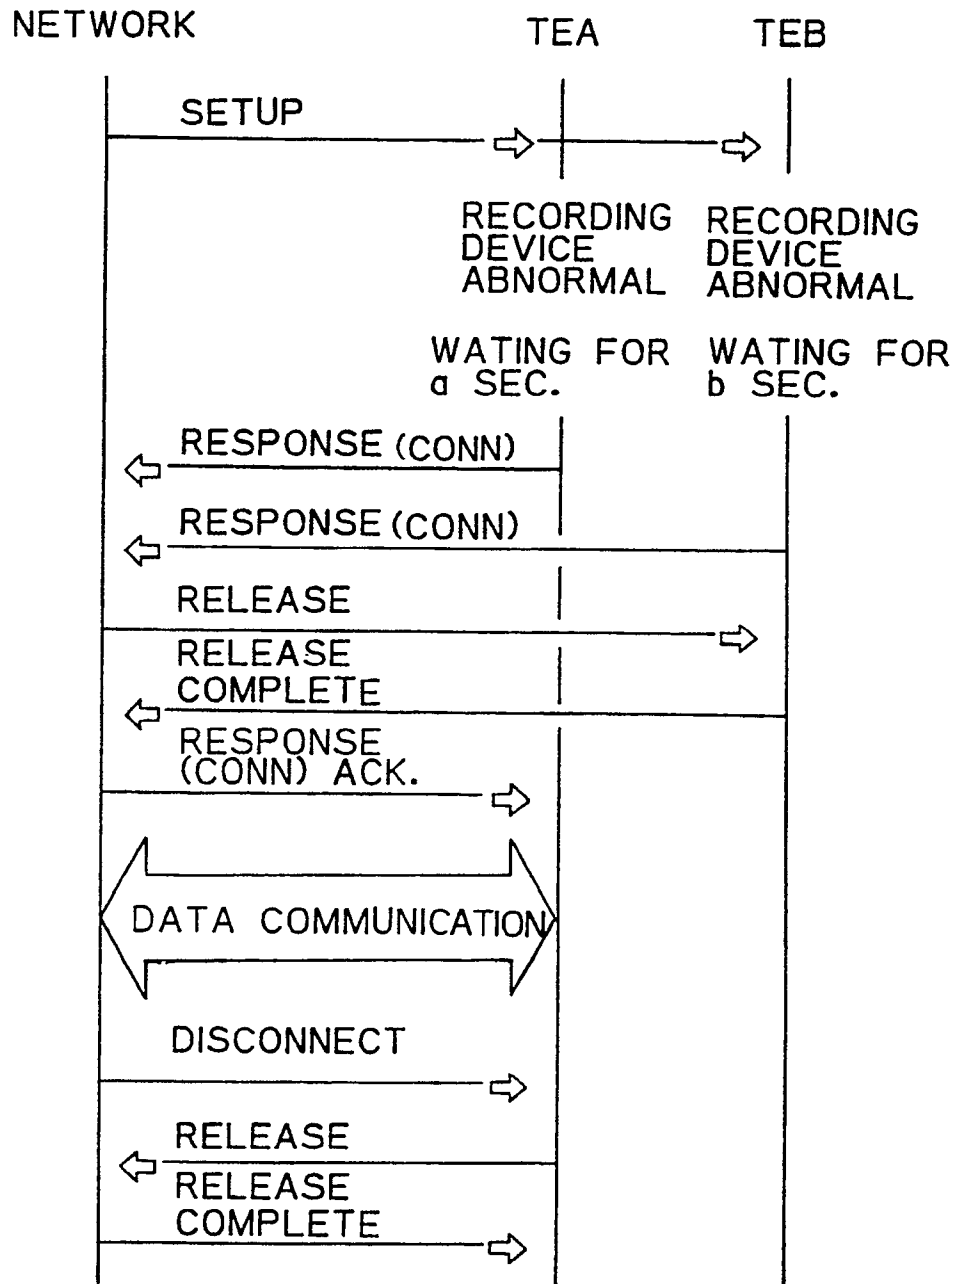 NETWORK
TEA
TEB
SETUP
RECORDING
DEVICE
ABNORMAL
RECORDING
DEVICE
ABNORMAL
WATING FOR
a SEC.
WATING FOR
b SEC.
RESPONSE (CONN)
RESPONSE (CONN)
RELEASE
RELEASE
COMPLETE
RESPONSE
(CONN) ACK.
DATA COMMUNICATION
DISCONNECT
RELEASE
RELEASE
COMPLETE